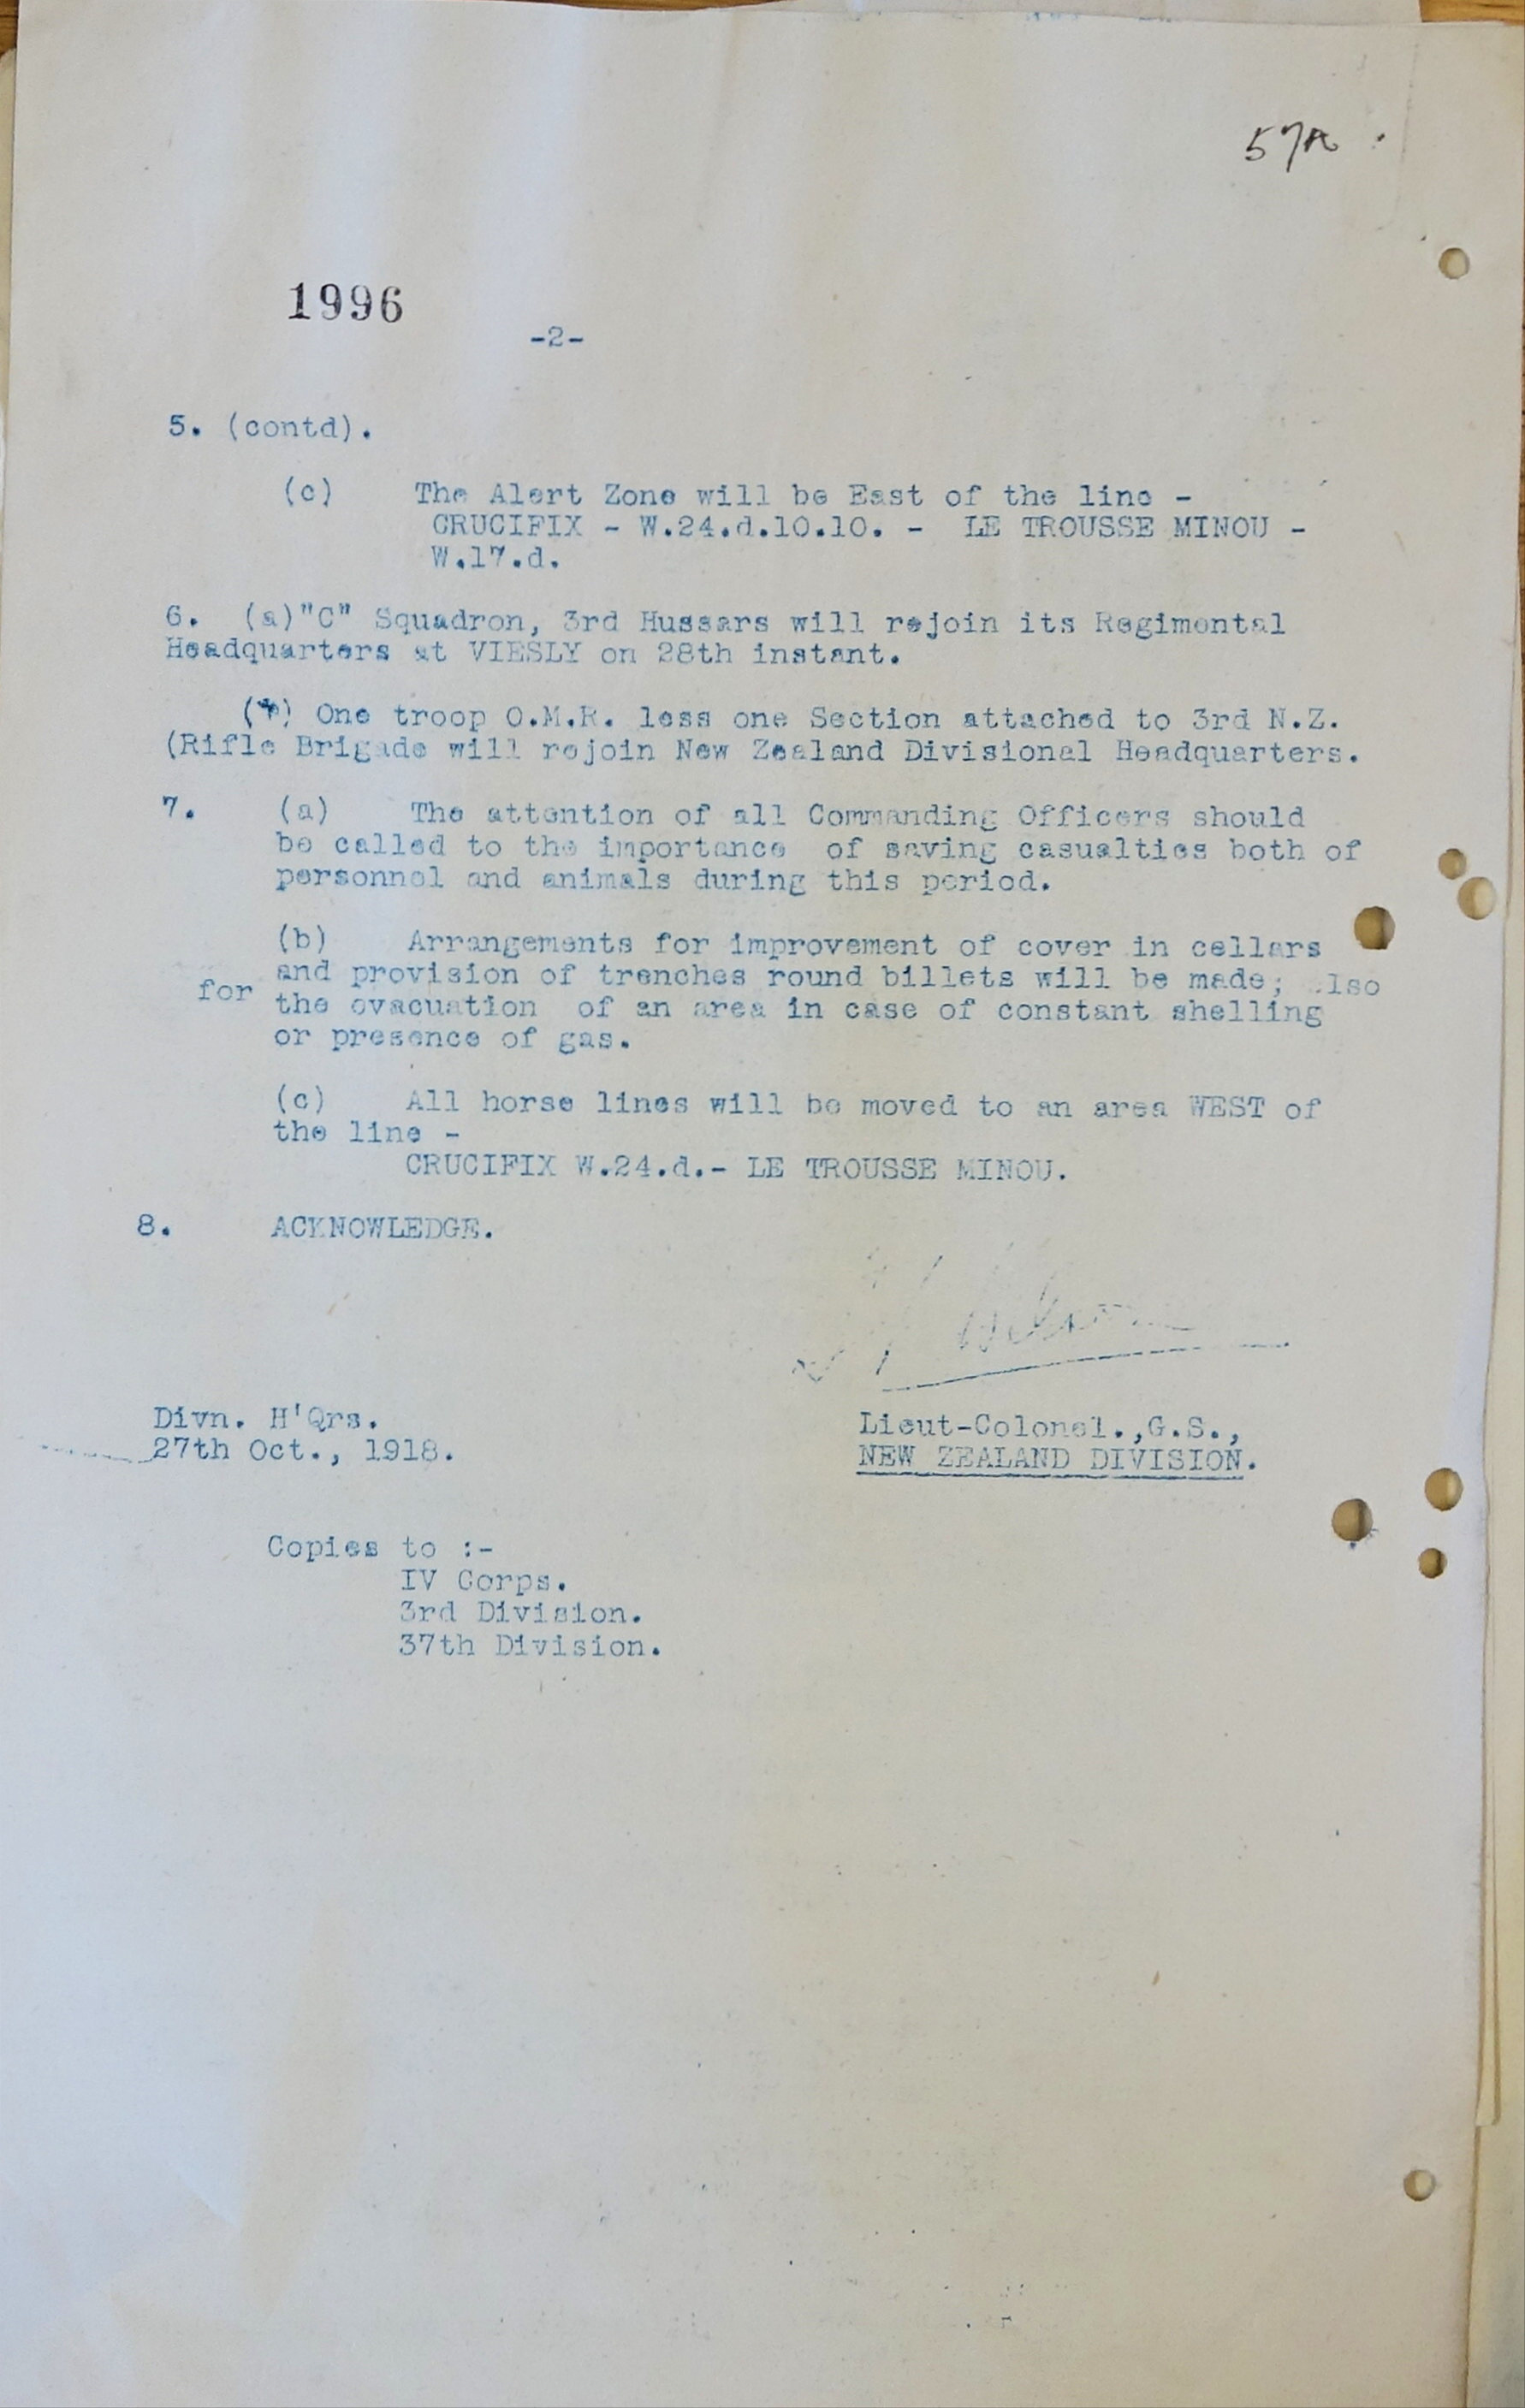 1996
-2-
5. (contd).
(c) The Alert Zone will be East of the line -
CRUCIFIX - W.24.d.10.10. - LE TROUSSE MINOU -
W.17.d.
6. (a) "C" Squadron, 3rd Hussars will rejoin its Regimental
Headquarters at VIESLY on 28th instant.
One troop O.M.R. less one Section attached to 3rd N.Z.
(Rifle Brigade will rejoin New Zealand Divisional Headquarters.
7. (a) The attention of all Commanding Officers should
be called to the importance of saving casualties both of
personnel and animals during this period.
(b) Arrangements for improvement of cover in cellars
and provision of trenches round billets will be made; also
for the evacuation of an area in case of constant shelling
or presence of gas.
(c) All horse lines will be moved to an area WEST of
the line -
CRUCIFIX W.24.d.- LE TROUSSE MINOU.
8. ACKNOWLEDGE.
Divn. H'Qrs.
27th Oct., 1918.
Lieut-Colonel.,G.S.,
NEW ZEALAND DIVISION.
Copies to :-
IV Corps.
3rd Division.
37th Division.